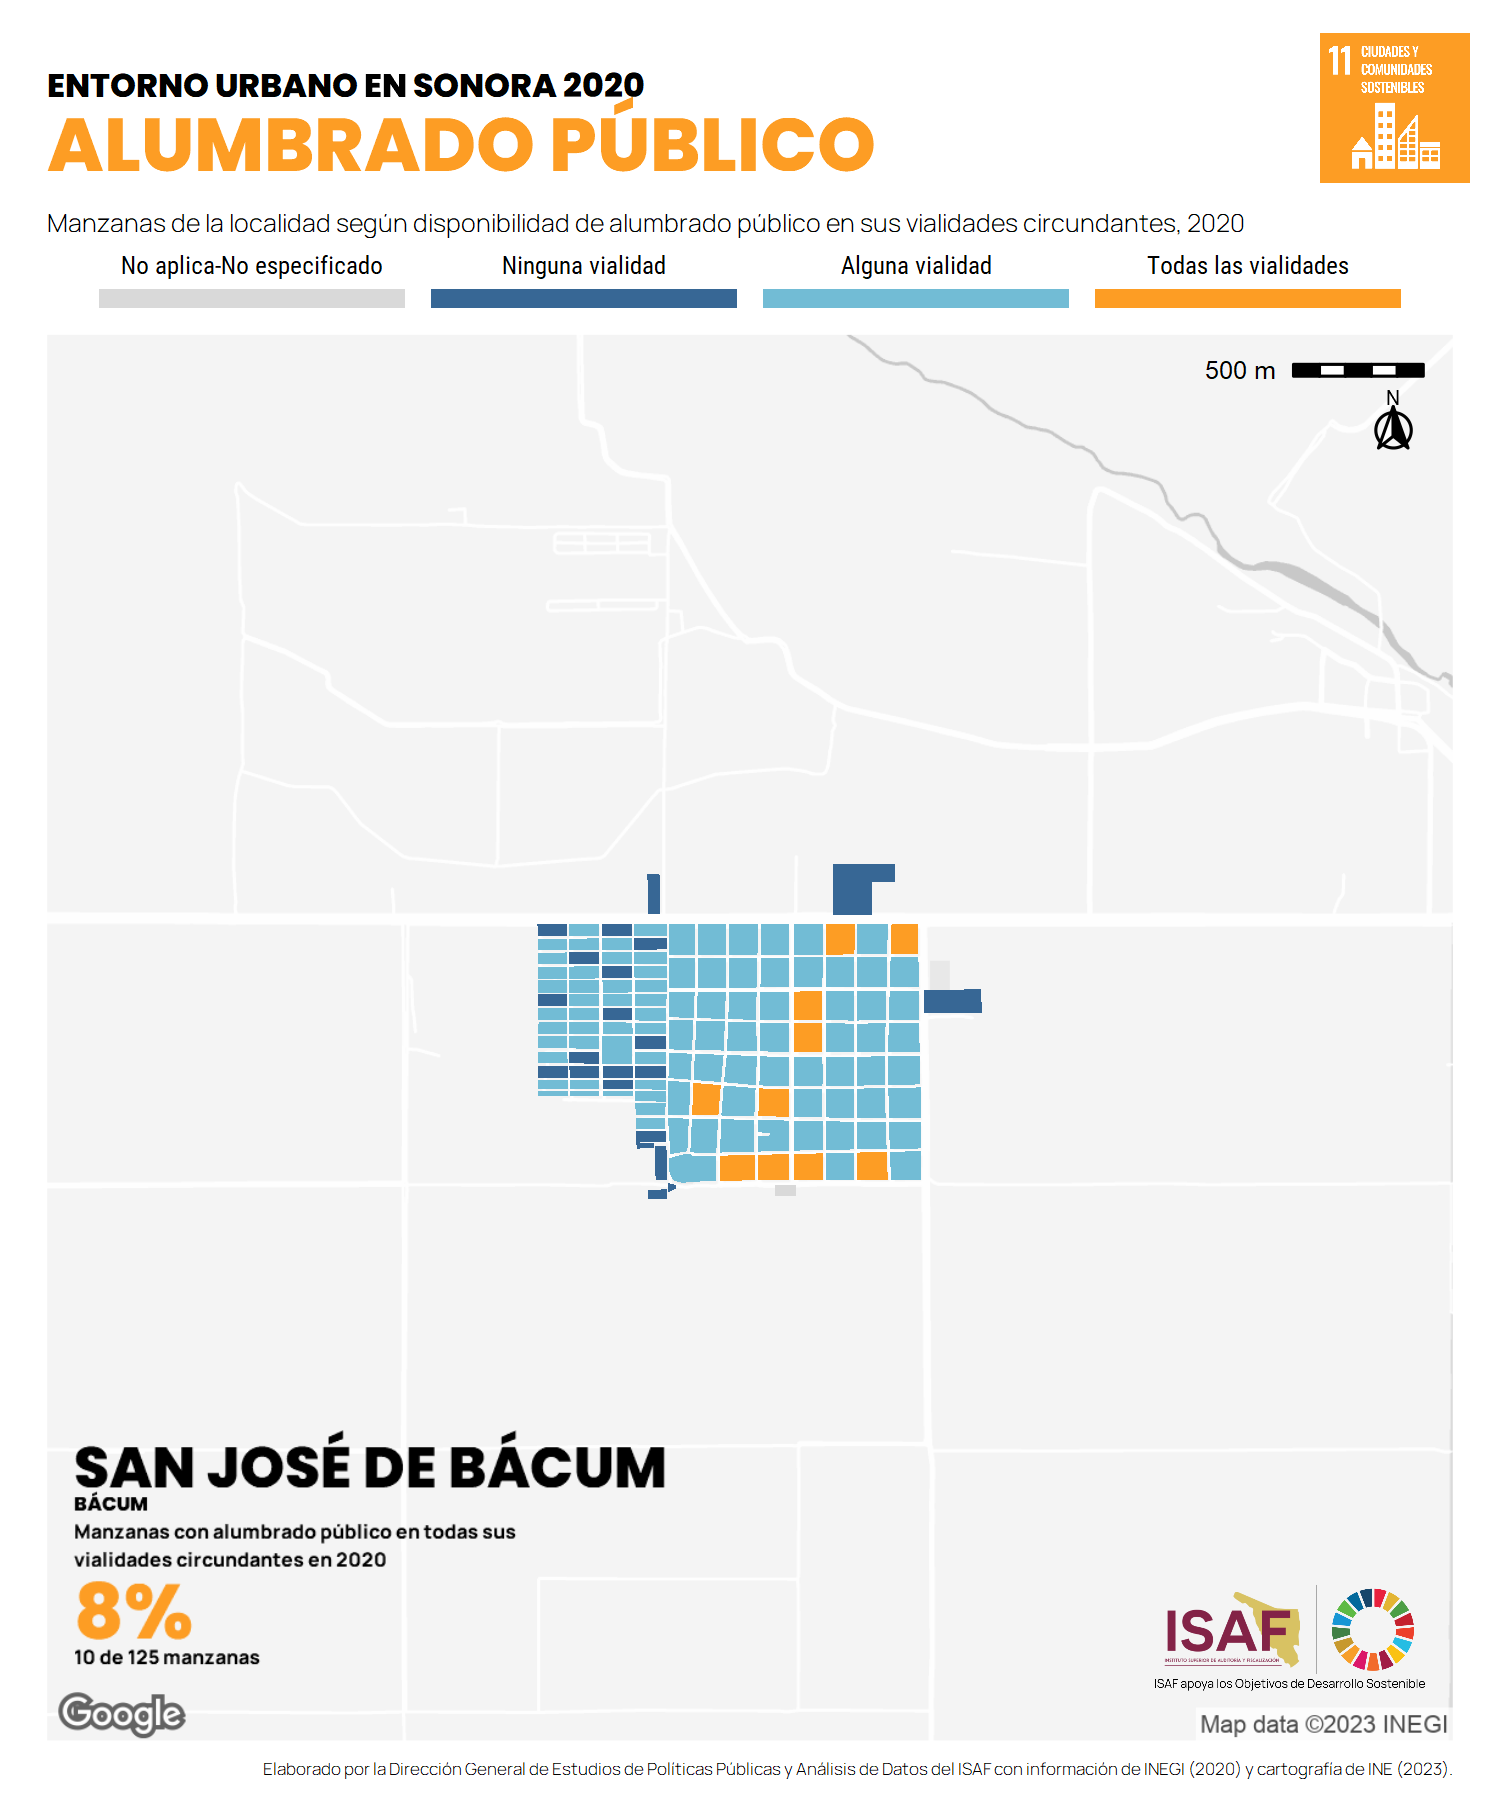 ENTORNO URBANO EN SONORA 2020
ALUMBRADO PÚBLICO
11 CIUDADES Y
COMUNIDADES
SOSTENIBLES
Manzanas de la localidad según disponibilidad de alumbrado público en sus vialidades circundantes, 2020
No aplica-No especificado
Ninguna vialidad
Alguna vialidad
Todas las vialidades
500 m
N
SAN JOSÉ DE BÁCUM
BÁCUM
Manzanas con alumbrado público en todas sus
vialidades circundantes en 2020
8%
10 de 125 manzanas
ISAF
INSTITUTO SUPERIOR DE AUDITORÍA Y FISCALIZACIÓN
ISAF apoya los Objetivos de Desarrollo Sostenible
Google
Map data ©2023 INEGI
Elaborado por la Dirección General de Estudios de Políticas Públicas y Análisis de Datos del ISAF con información de INEGI (2020) y cartografía de INE (2023).